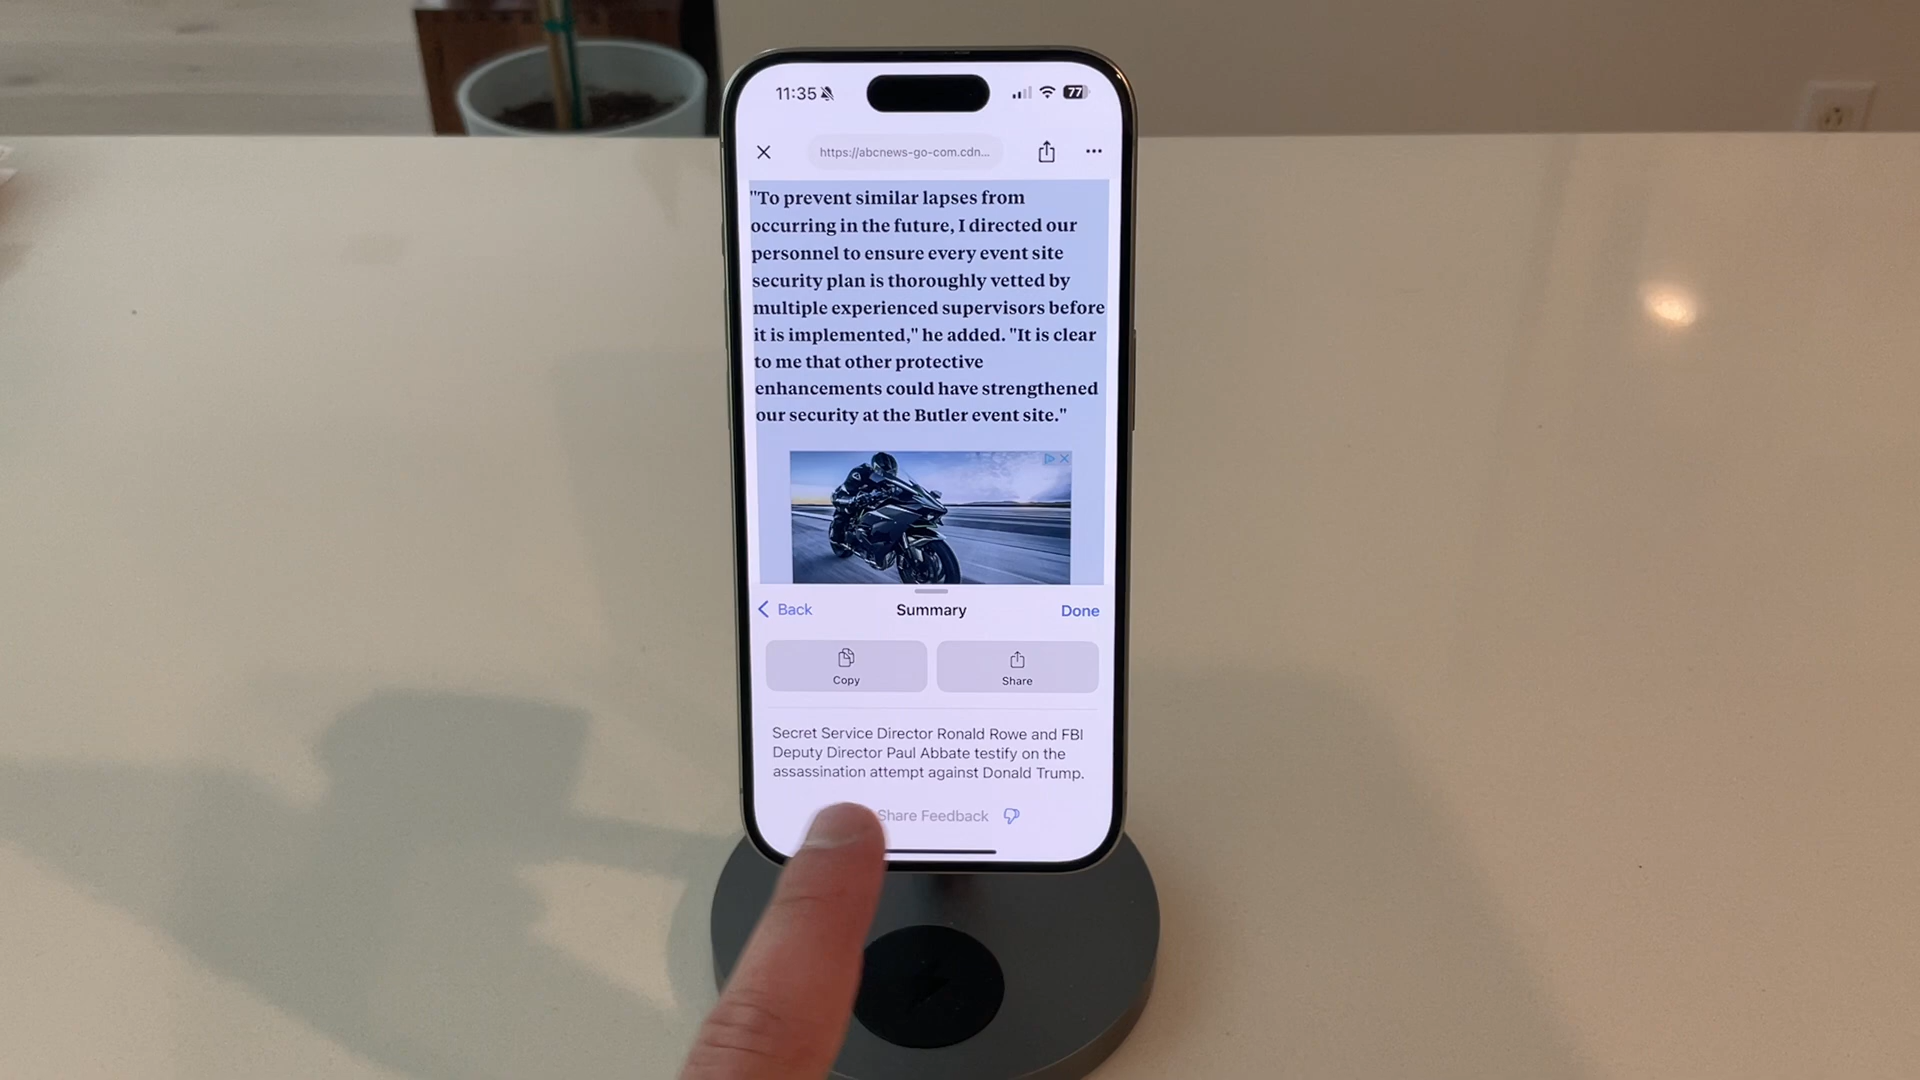 11:35
77
https://abcnews-go-com.cdn...
"To prevent similar lapses from
occurring in the future, I directed our
personnel to ensure every event site
security plan is thoroughly vetted by
multiple experienced supervisors before
it is implemented," he added. "It is clear
to me that other protective
enhancements could have strengthened
our security at the Butler event site."
Back
Summary
Done
Copy
Share
Secret Service Director Ronald Rowe and FBI
Deputy Director Paul Abbate testify on the
assassination attempt against Donald Trump.
Share Feedback